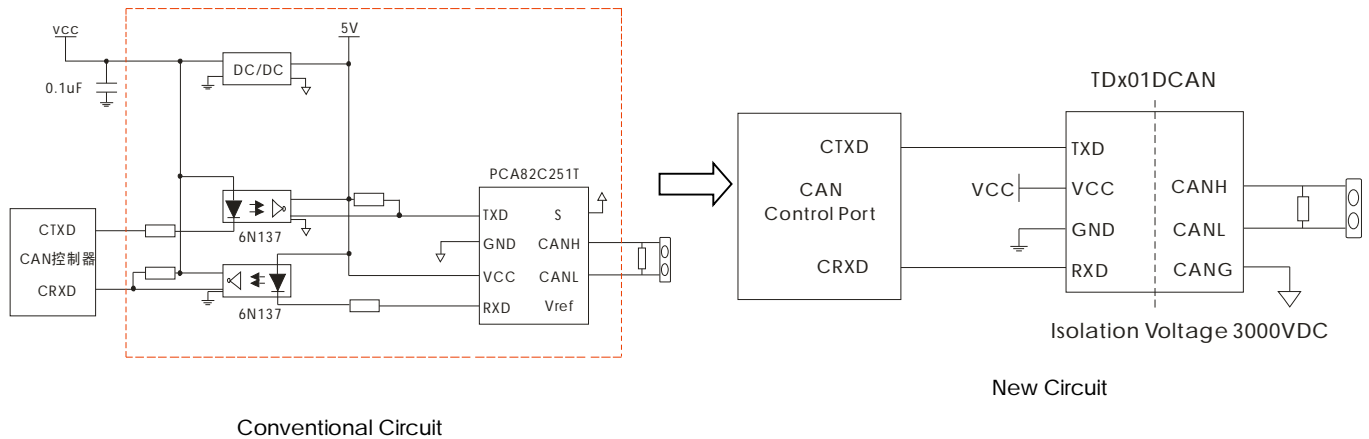 VCC
5V
0.1uF
DC/DC
PCA82C251T
TXD
S
GND
CANH
VCC
CANL
RXD
Vref
6N137
6N137
CTXD
CAN控制器
CRXD
Conventional Circuit
TDx01DCAN
CTXD
CAN
Control Port
CRXD
VCC
TXD
VCC
GND
RXD
CANH
CANL
CANG
Isolation Voltage 3000VDC
New Circuit